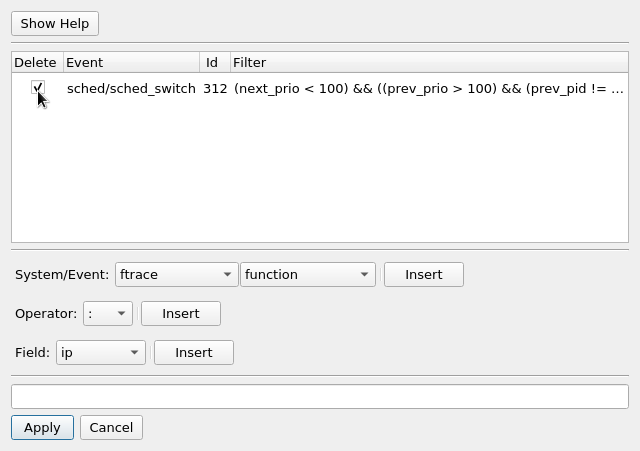 Show Help
Delete Event Id Filter
sched/sched_switch 312 (next_prio < 100) && ((prev_prio > 100) && (prev_pid != ...
System/Event: ftrace function Insert
Operator: : Insert
Field: ip Insert
Apply Cancel